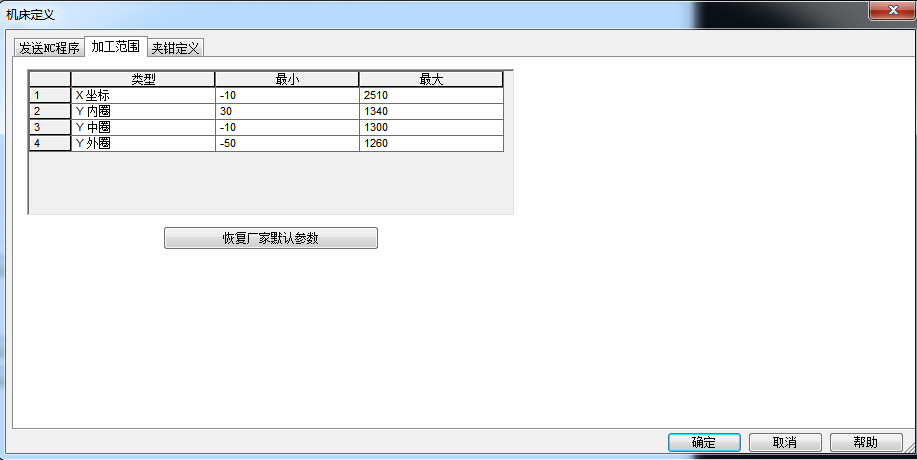 机床定义
发送NC程序 加工范围 夹钳定义
类型 最小 最大
1 X 坐标 -10 2510
2 Y 内圈 30 1340
3 Y 中圈 -10 1300
4 Y 外圈 -50 1260
恢复厂家默认参数
确定 取消 帮助